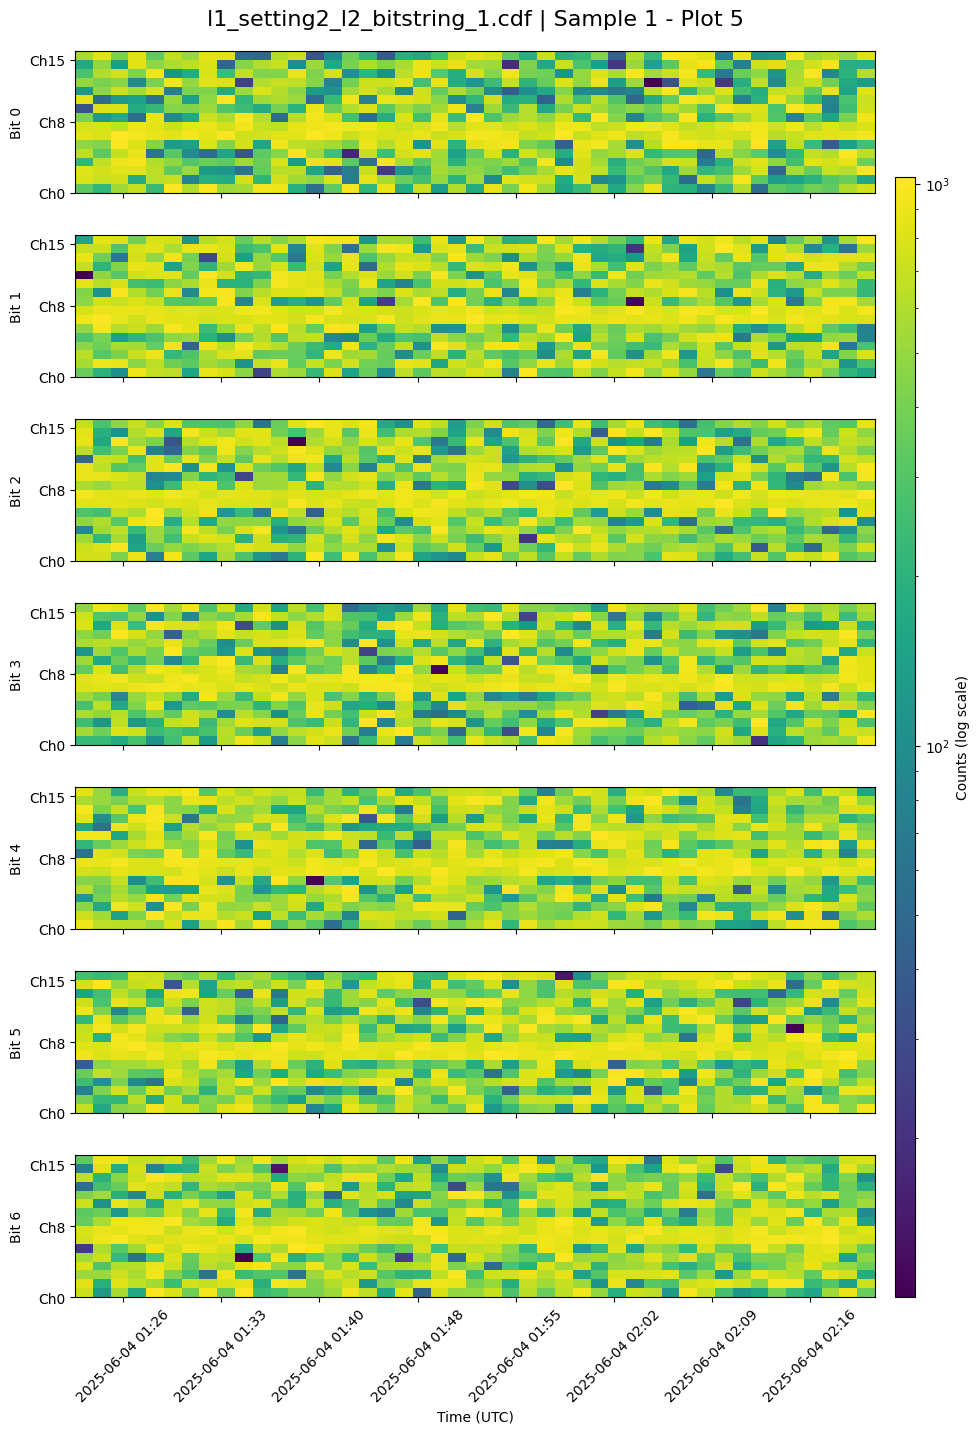 l1_setting2_l2_bitstring_1.cdf | Sample 1 - Plot 5
Bit 0
Ch15
Ch8
Ch0
Bit 1
Ch15
Ch8
Ch0
Bit 2
Ch15
Ch8
Ch0
Bit 3
Ch15
Ch8
Ch0
Bit 4
Ch15
Ch8
Ch0
Bit 5
Ch15
Ch8
Ch0
Bit 6
Ch15
Ch8
Ch0
2025-06-04 01:26
2025-06-04 01:33
2025-06-04 01:40
2025-06-04 01:48
2025-06-04 01:55
2025-06-04 02:02
2025-06-04 02:09
2025-06-04 02:16
Time (UTC)
10³
10²
Counts (log scale)